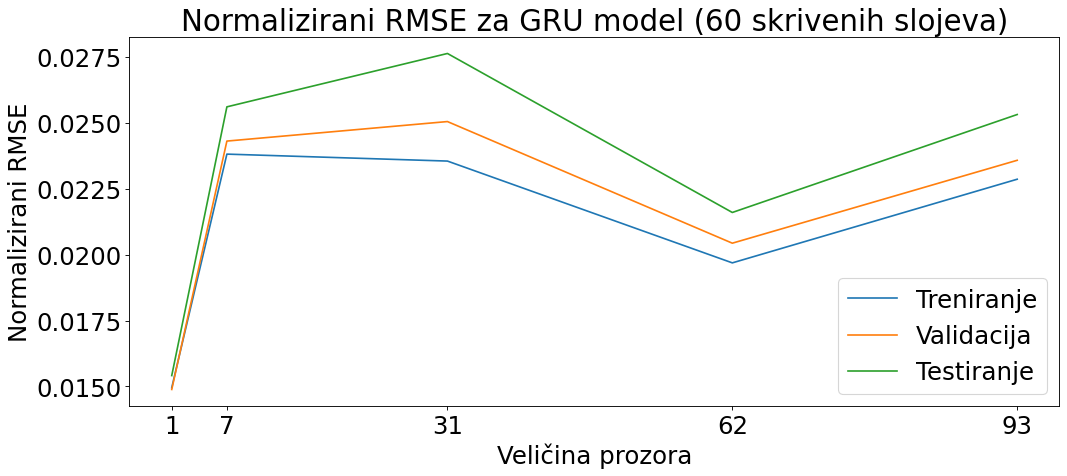 Normalizirani RMSE za GRU model (60 skrivenih slojeva)
Normalizirani RMSE
0.0275
0.0250
0.0225
0.0200
0.0175
0.0150
Treniranje
Validacija
Testiranje
1 7 31 62 93
Veličina prozora